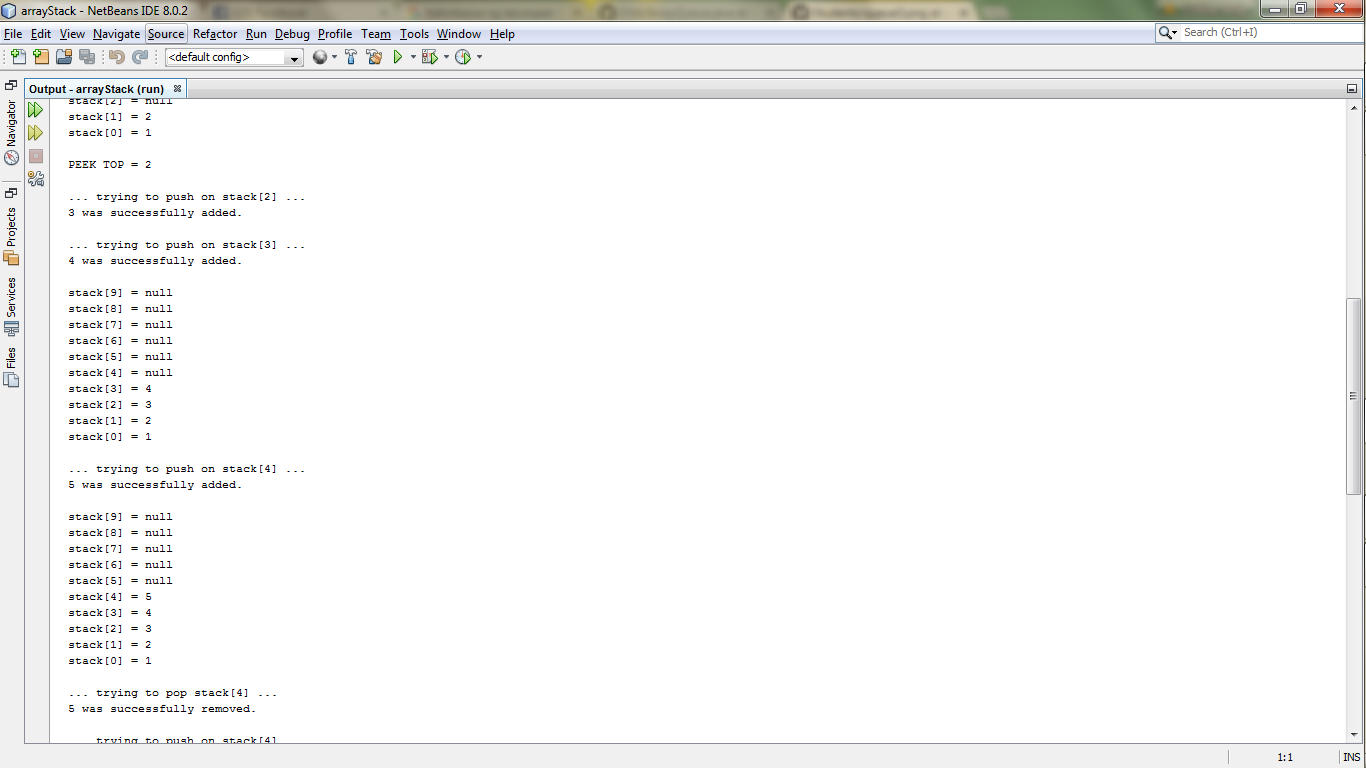 arrayStack - NetBeans IDE 8.0.2
File Edit View Navigate Source Refactor Run Debug Profile Team Tools Window Help
Search (Ctrl+I)
<default config>
Output - arrayStack (run)
Navigator
Projects
Services
Files
stack[2] = null
stack[1] = 2
stack[0] = 1
PEEK TOP = 2
... trying to push on stack[2] ...
3 was successfully added.
... trying to push on stack[3] ...
4 was successfully added.
stack[9] = null
stack[8] = null
stack[7] = null
stack[6] = null
stack[5] = null
stack[4] = null
stack[3] = 4
stack[2] = 3
stack[1] = 2
stack[0] = 1
... trying to push on stack[4] ...
5 was successfully added.
stack[9] = null
stack[8] = null
stack[7] = null
stack[6] = null
stack[5] = null
stack[4] = 5
stack[3] = 4
stack[2] = 3
stack[1] = 2
stack[0] = 1
... trying to pop stack[4] ...
5 was successfully removed.
trying to push on stack[4]
1:1
INS